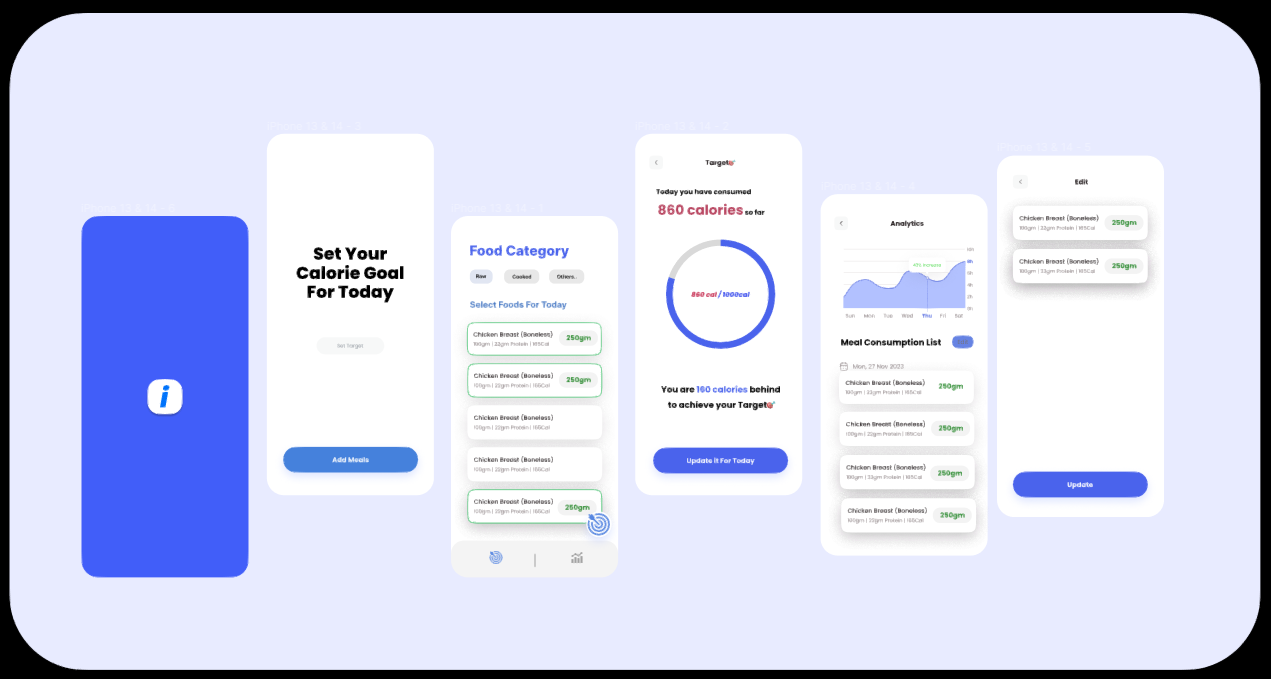 i
Set Your
Calorie Goal
For Today
Set Target
Add Meals
Food Category
Raw
Cooked
Others..
Select Foods For Today
Chicken Breast (Boneless)
100gm | 22gm Protein | 165Cal
250gm
Chicken Breast (Boneless)
100gm | 22gm Protein | 165Cal
250gm
Chicken Breast (Boneless)
100gm | 22gm Protein | 165Cal
Chicken Breast (Boneless)
100gm | 22gm Protein | 165Cal
Chicken Breast (Boneless)
100gm | 22gm Protein | 165Cal
250gm
Target
Today you have consumed
860 calories so far
860 cal / 1000cal
You are 160 calories behind
to achieve your Target
Update It For Today
Analytics
Sun Mon Tue Wed Thu Fri Sat
Meal Consumption List
Mon, 27 Nov 2023
Chicken Breast (Boneless)
100gm | 22gm Protein | 165Cal
250gm
Chicken Breast (Boneless)
100gm | 22gm Protein | 165Cal
250gm
Chicken Breast (Boneless)
100gm | 22gm Protein | 165Cal
250gm
Chicken Breast (Boneless)
100gm | 22gm Protein | 165Cal
250gm
Edit
Chicken Breast (Boneless)
100gm | 22gm Protein | 165Cal
250gm
Chicken Breast (Boneless)
100gm | 22gm Protein | 165Cal
250gm
Update